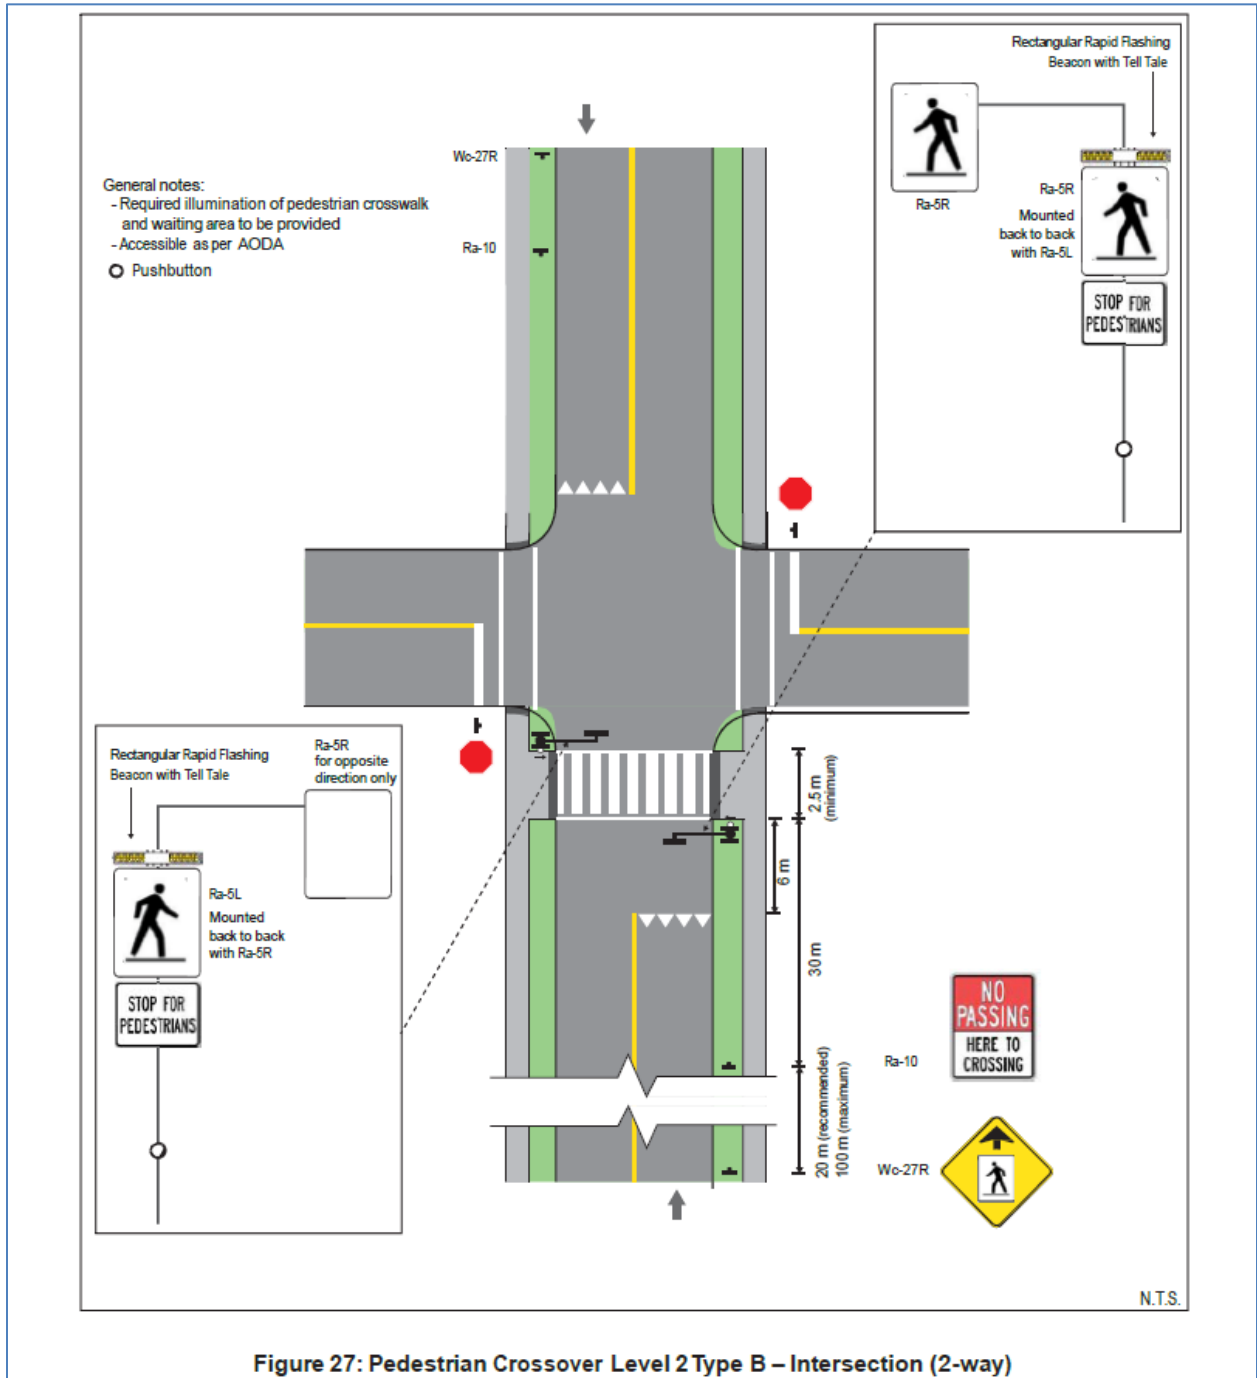 Rectangular Rapid Flashing
Beacon with Tell Tale
Ra-5R
Ra-5R
Mounted
back to back
with Ra-5L
STOP FOR
PEDESTRIANS
Wc-27R
General notes:
- Required illumination of pedestrian crosswalk
and waiting area to be provided
- Accessible as per AODA
Pushbutton
Ra-10
Rectangular Rapid Flashing
Beacon with Tell Tale
Ra-5R
for opposite
direction only
Ra-5L
Mounted
back to back
with Ra-5R
STOP FOR
PEDESTRIANS
2.5 m
(minimum)
6 m
30 m
20 m (recommended)
100 m (maximum)
NO
PASSING
HERE TO
CROSSING
Ra-10
Wc-27R
N.T.S.
Figure 27: Pedestrian Crossover Level 2 Type B – Intersection (2-way)